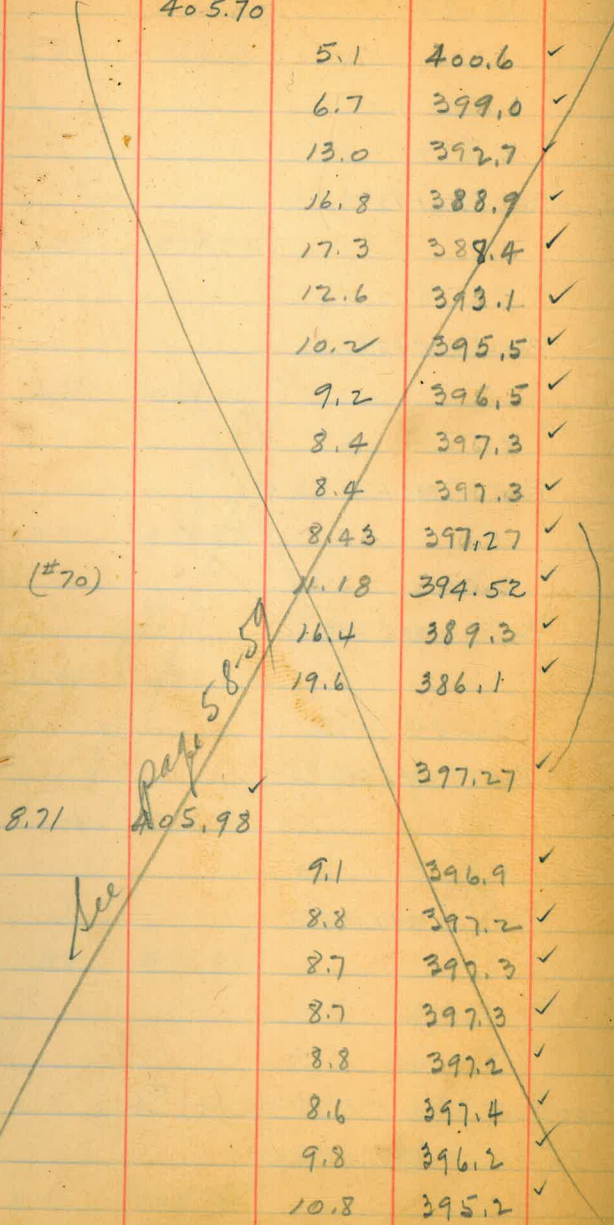 405.70
5.1 400.6 ✓
6.7 399.0 ✓
13.0 392.7 ✓
16.8 388.9 ✓
17.3 388.4 ✓
12.6 393.1 ✓
10.2 395.5 ✓
9.2 396.5 ✓
8.4 397.3 ✓
8.4 397.3 ✓
8.43 397.27 ✓
(#70) 11.18 394.52 ✓
16.4 389.3 ✓
19.6 386.1 ✓
397.27 ✓
8.71 405.98 ✓
9.1 396.9 ✓
8.8 397.2 ✓
8.7 397.3 ✓
8.7 397.3 ✓
8.8 397.2 ✓
8.6 397.4 ✓
9.8 396.2 ✓
10.8 395.2 ✓
See page 58-59